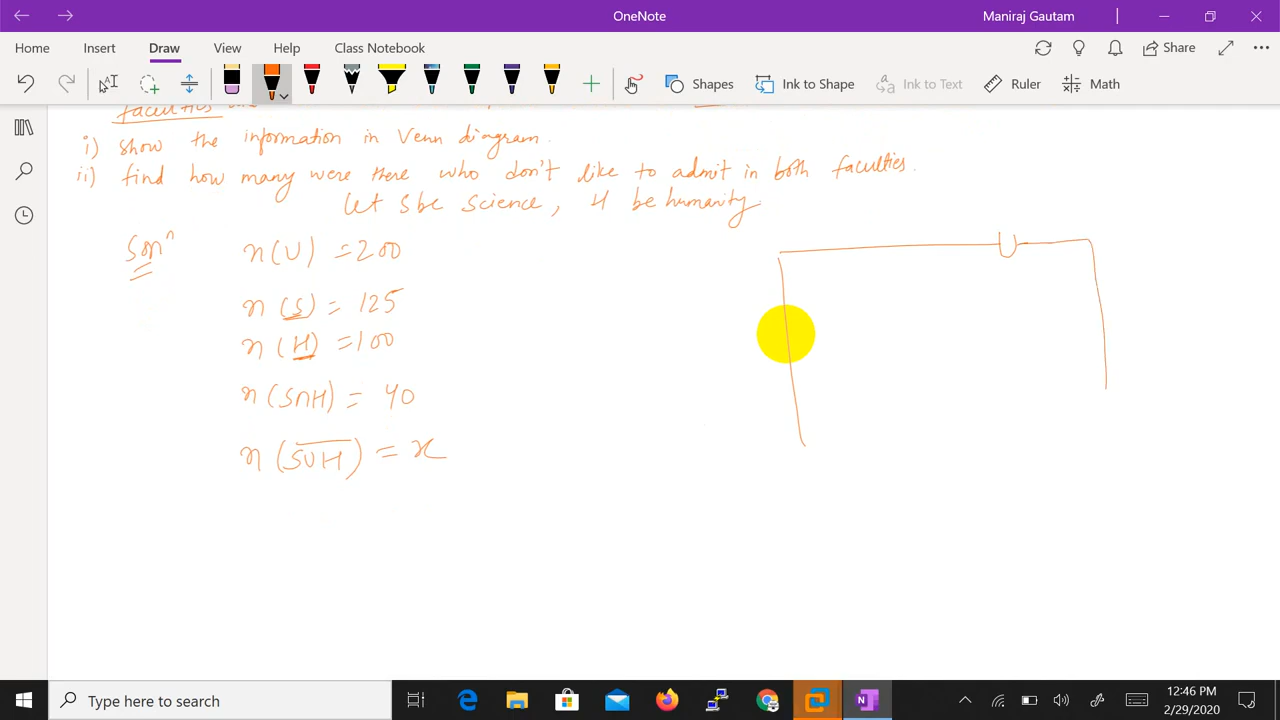 OneNote
Maniraj Gautam
Home Insert Draw View Help Class Notebook
Share
Shapes Ink to Shape Ink to Text Ruler Math
faculties
i) show the information in Venn diagram.
ii) find how many were there who don't like to admit in both faculties.
let S be science, H be humanity
Soln
n(U) = 200
U
n (S) = 125
n (H) = 100
n (S∩H) = 40
n (S̅U̅H̅) = x
Type here to search
12:46 PM
2/29/2020